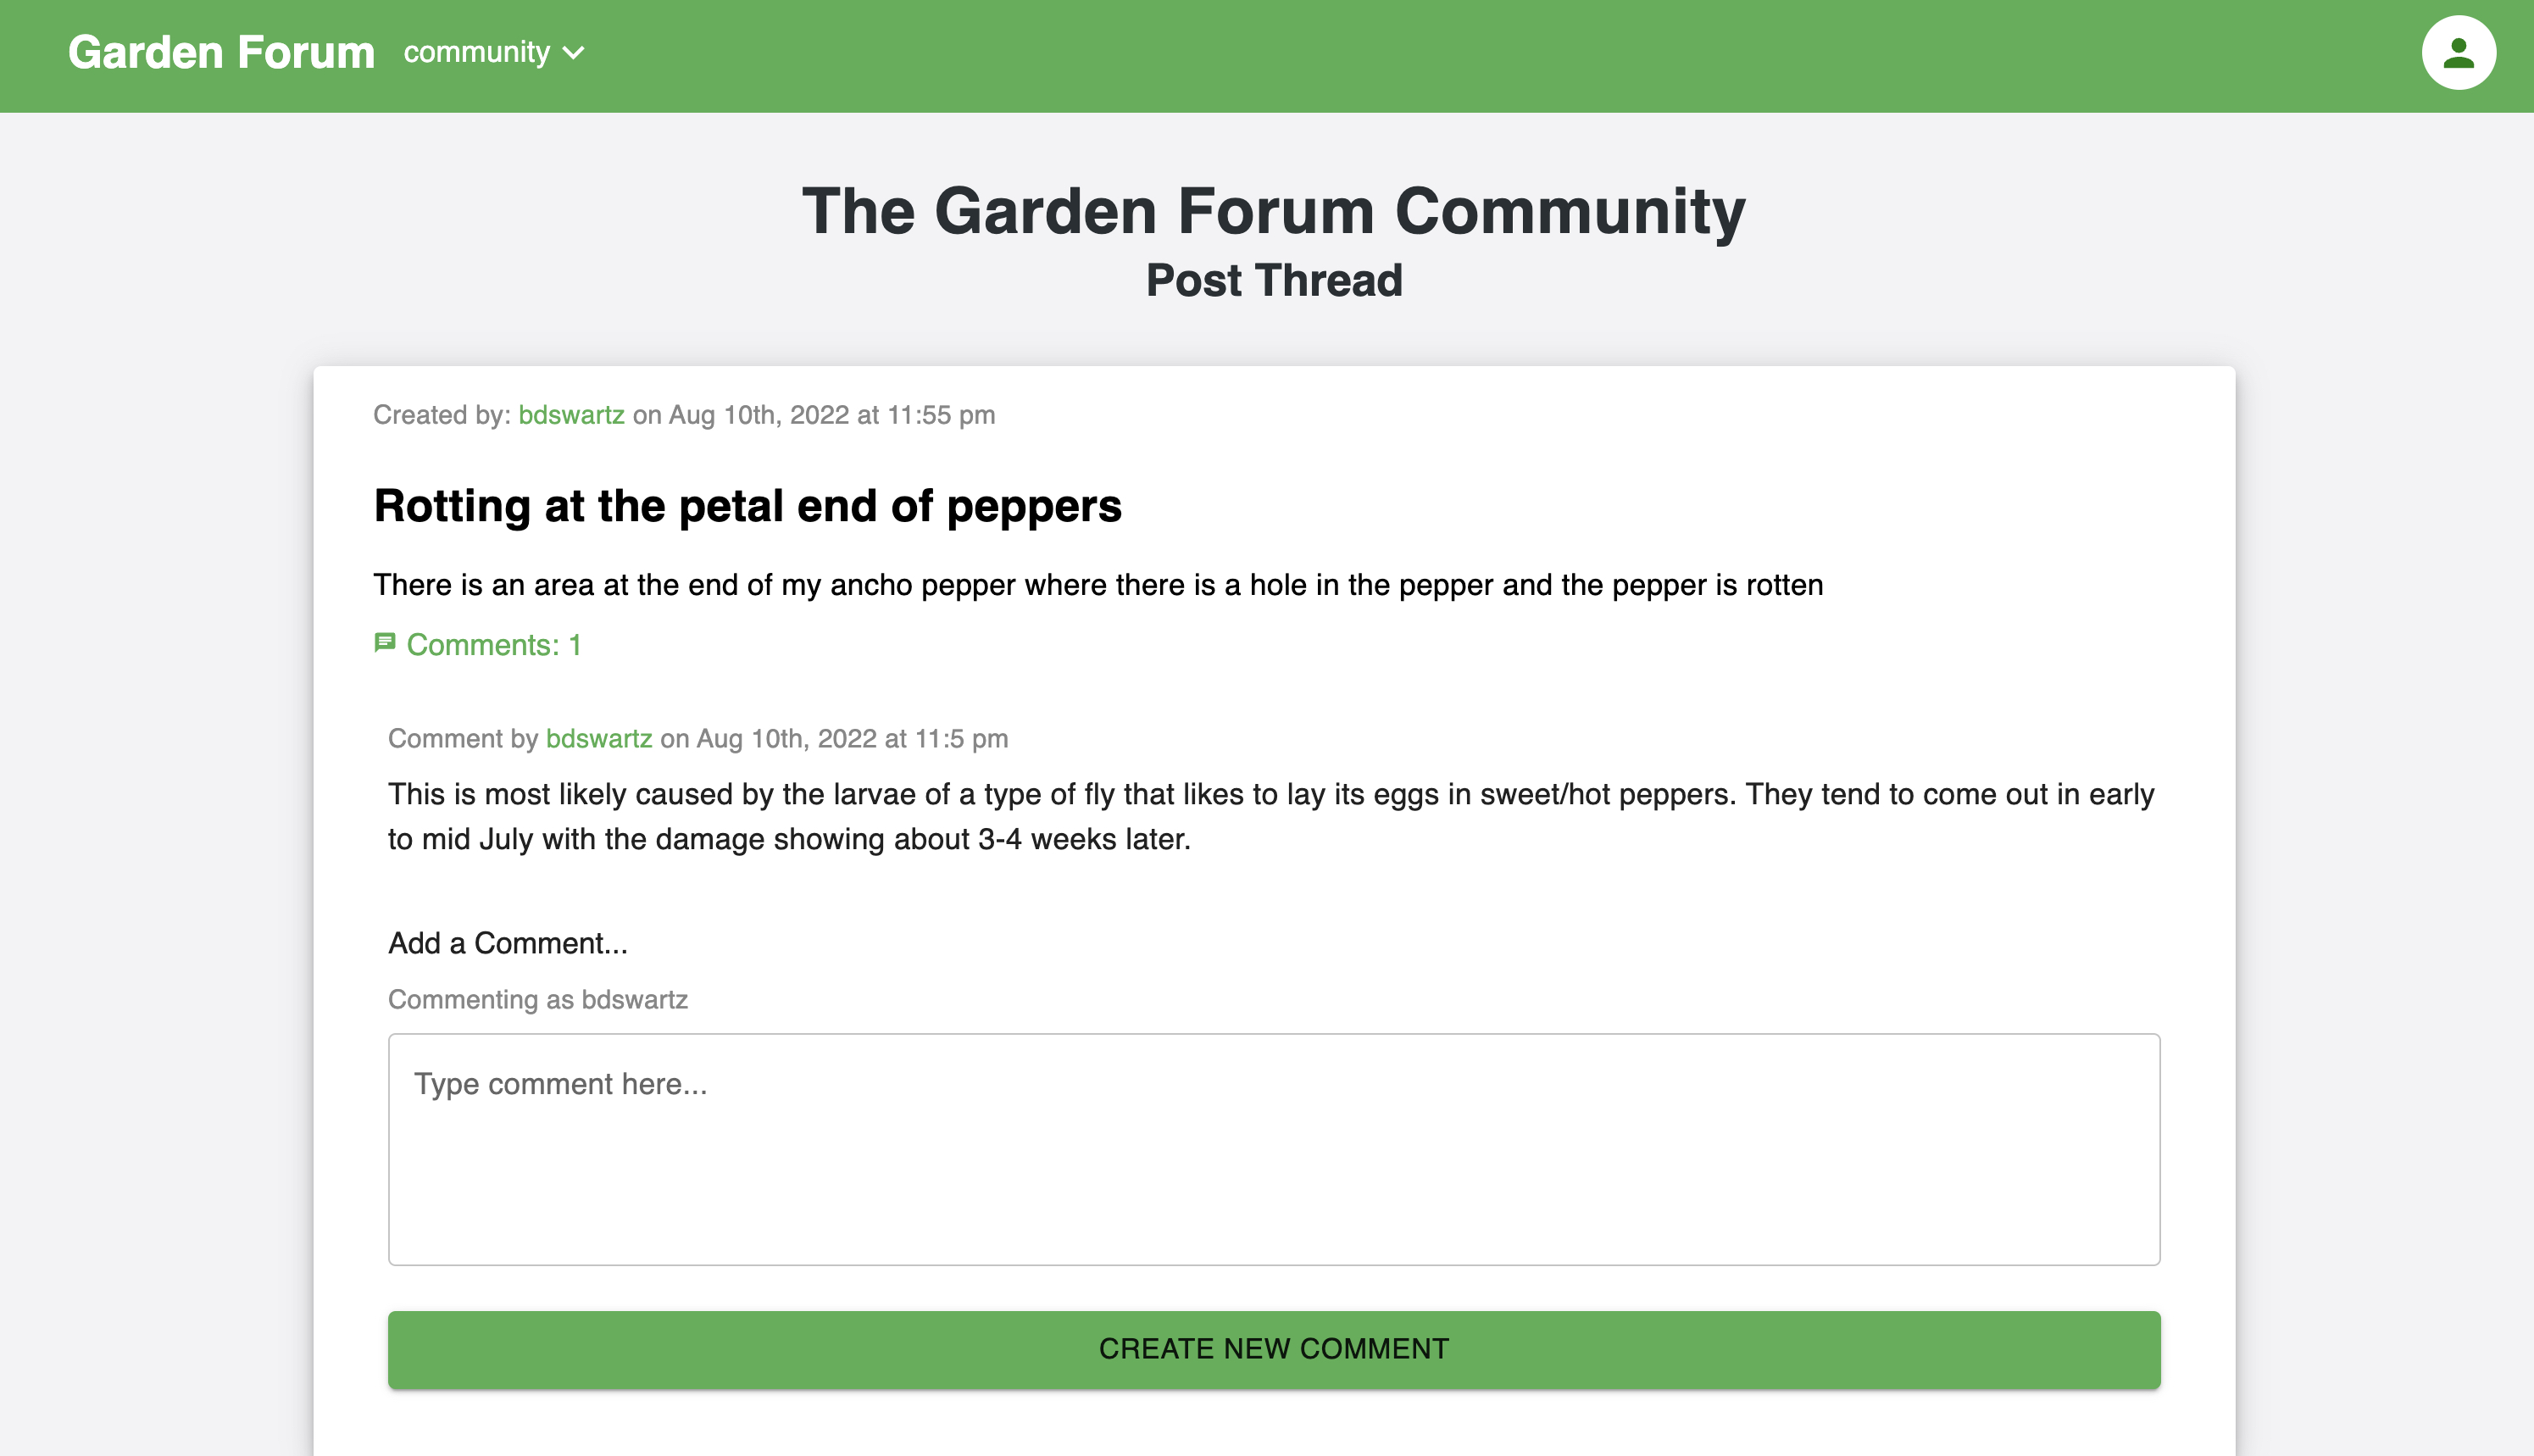 Garden Forum community
The Garden Forum Community
Post Thread
Created by: bdswartz on Aug 10th, 2022 at 11:55 pm
Rotting at the petal end of peppers
There is an area at the end of my ancho pepper where there is a hole in the pepper and the pepper is rotten
Comments: 1
Comment by bdswartz on Aug 10th, 2022 at 11:5 pm
This is most likely caused by the larvae of a type of fly that likes to lay its eggs in sweet/hot peppers. They tend to come out in early
to mid July with the damage showing about 3-4 weeks later.
Add a Comment...
Commenting as bdswartz
Type comment here...
CREATE NEW COMMENT